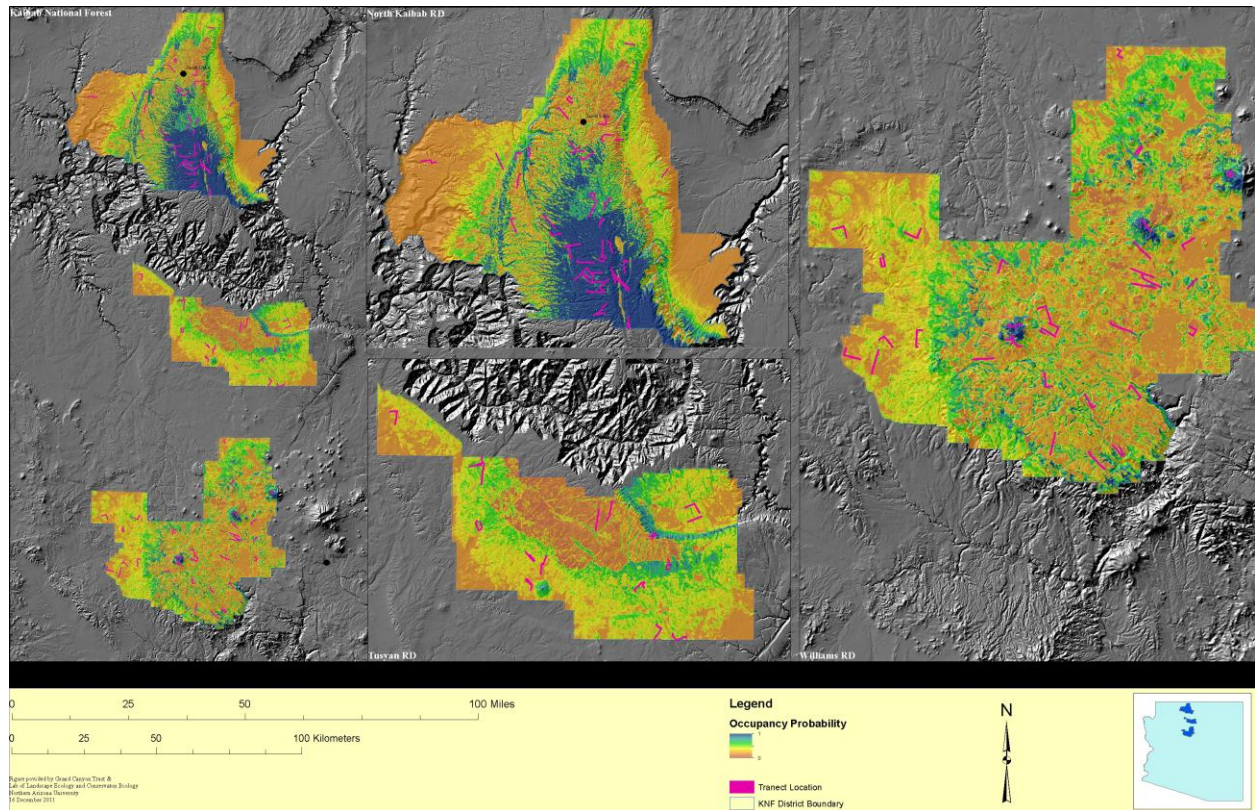 Kaibab National Forest
North Kaibab RD
Tusyan RD
Williams RD
0 25 50 100 Miles
0 25 50 100 Kilometers
Figure provided by Grand Canyon Trust &
Lab of Landscape Ecology and Conservation Biology
Northern Arizona University
16 December 2011
Legend
Occupancy Probability
1
0
Tranect Location
KNF District Boundary
N